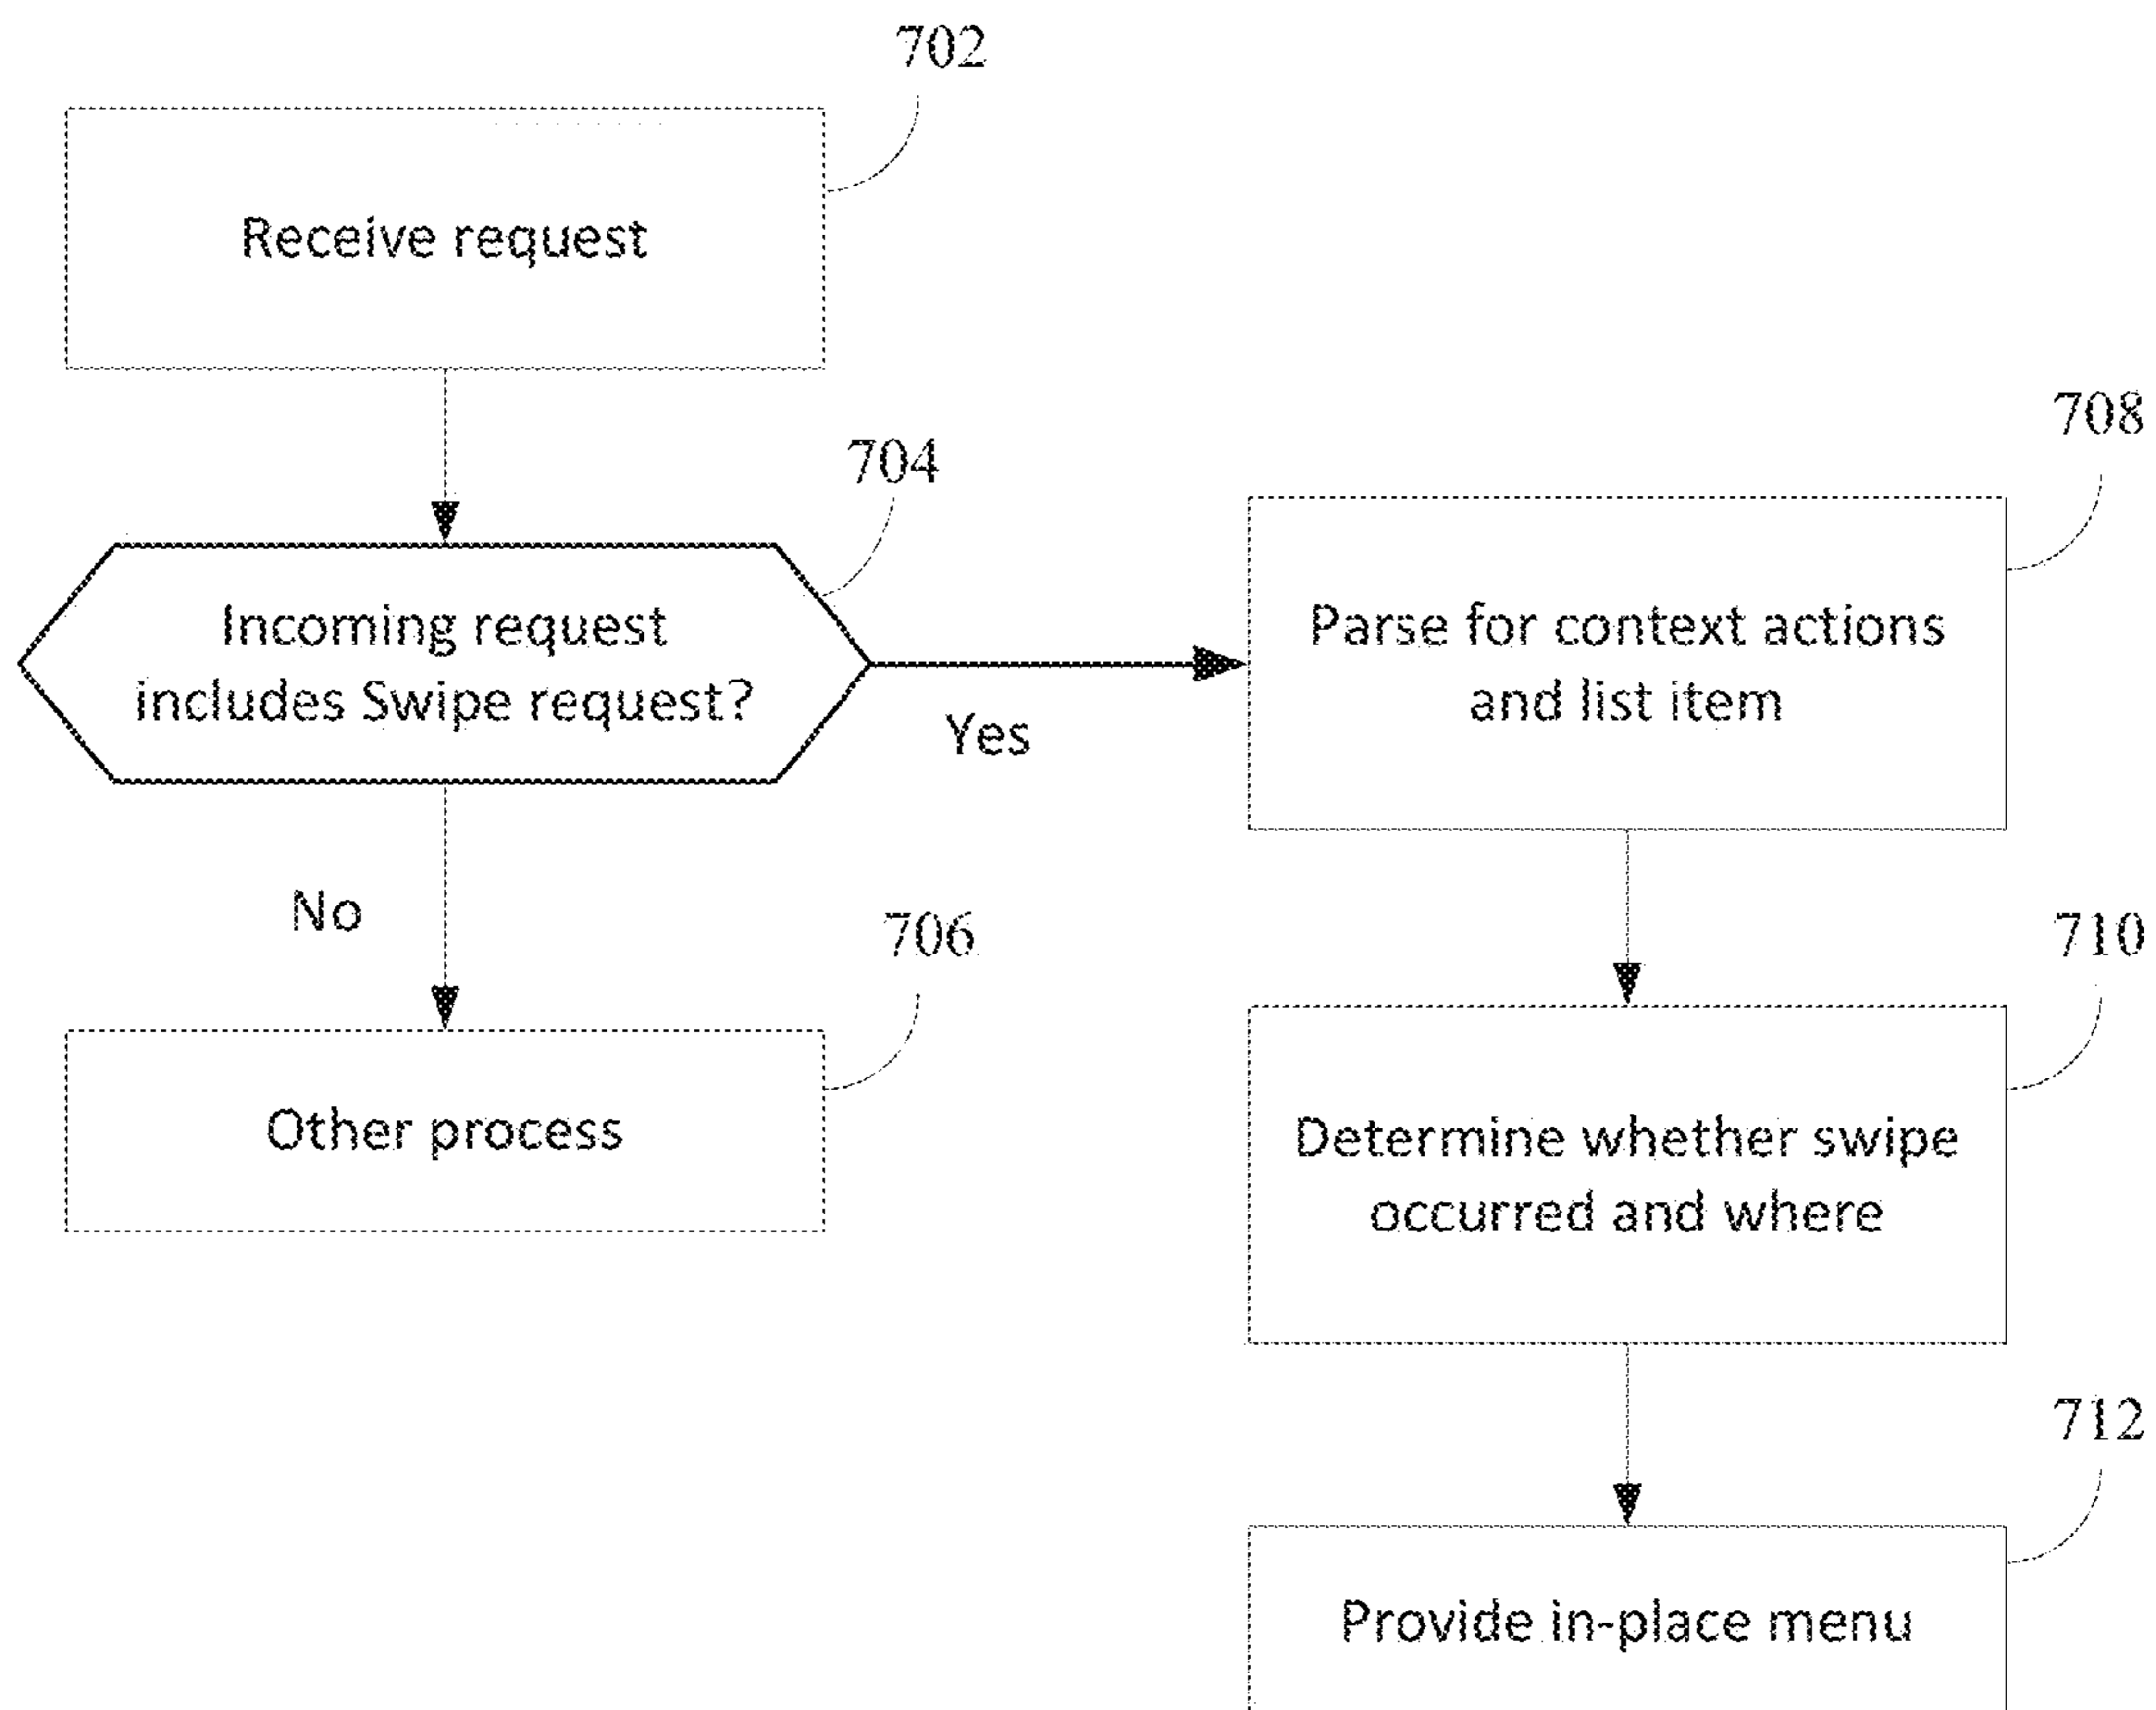 702
Receive request
704
Incoming request
includes Swipe request?
Yes
No
706
Other process
708
Parse for context actions
and list item
710
Determine whether swipe
occurred and where
712
Provide in-place menu